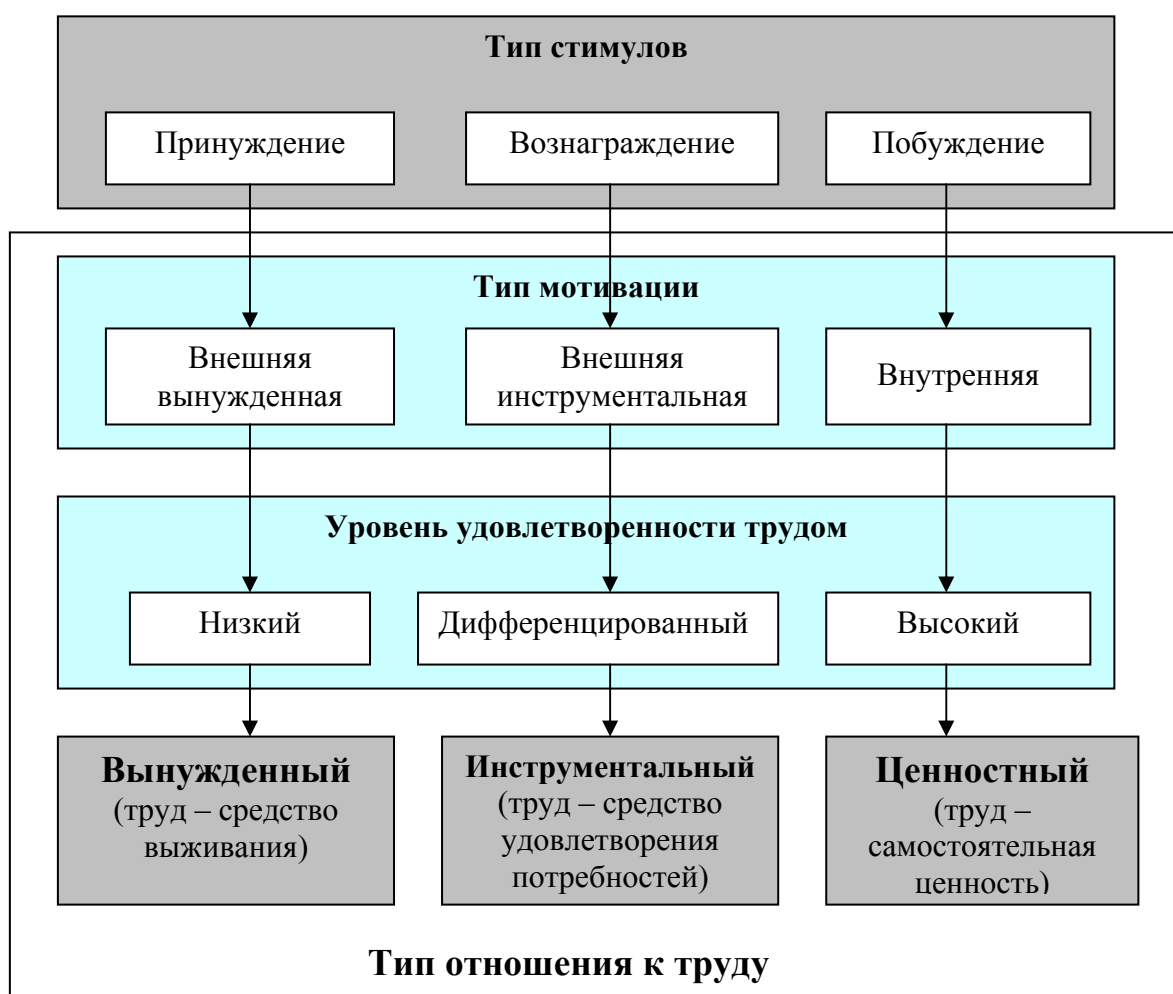 Тип стимулов
Принуждение
Вознаграждение
Побуждение
Тип мотивации
Внешняя
вынужденная
Внешняя
инструментальная
Внутренняя
Уровень удовлетворенности трудом
Низкий
Дифференцированный
Высокий
Вынужденный
(труд – средство
выживания)
Инструментальный
(труд – средство
удовлетворения
потребностей)
Ценностный
(труд –
самостоятельная
ценность)
Тип отношения к труду